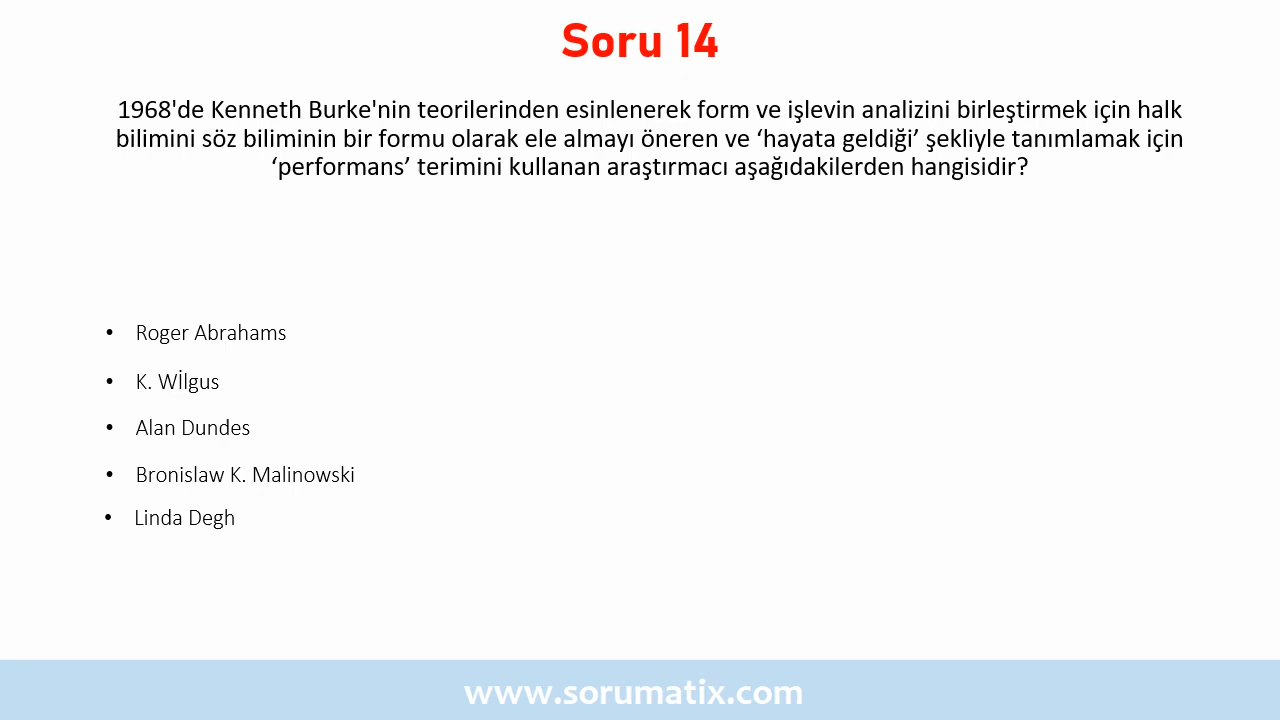 Soru 14
1968'de Kenneth Burke'nin teorilerinden esinlenerek form ve işlevin analizini birleştirmek için halk
bilimini söz biliminin bir formu olarak ele almayı öneren ve ‘hayata geldiği’ şekliyle tanımlamak için
‘performans’ terimini kullanan araştırmacı aşağıdakilerden hangisidir?
• Roger Abrahams
• K. Wİlgus
• Alan Dundes
• Bronislaw K. Malinowski
• Linda Degh
www.sorumatix.com